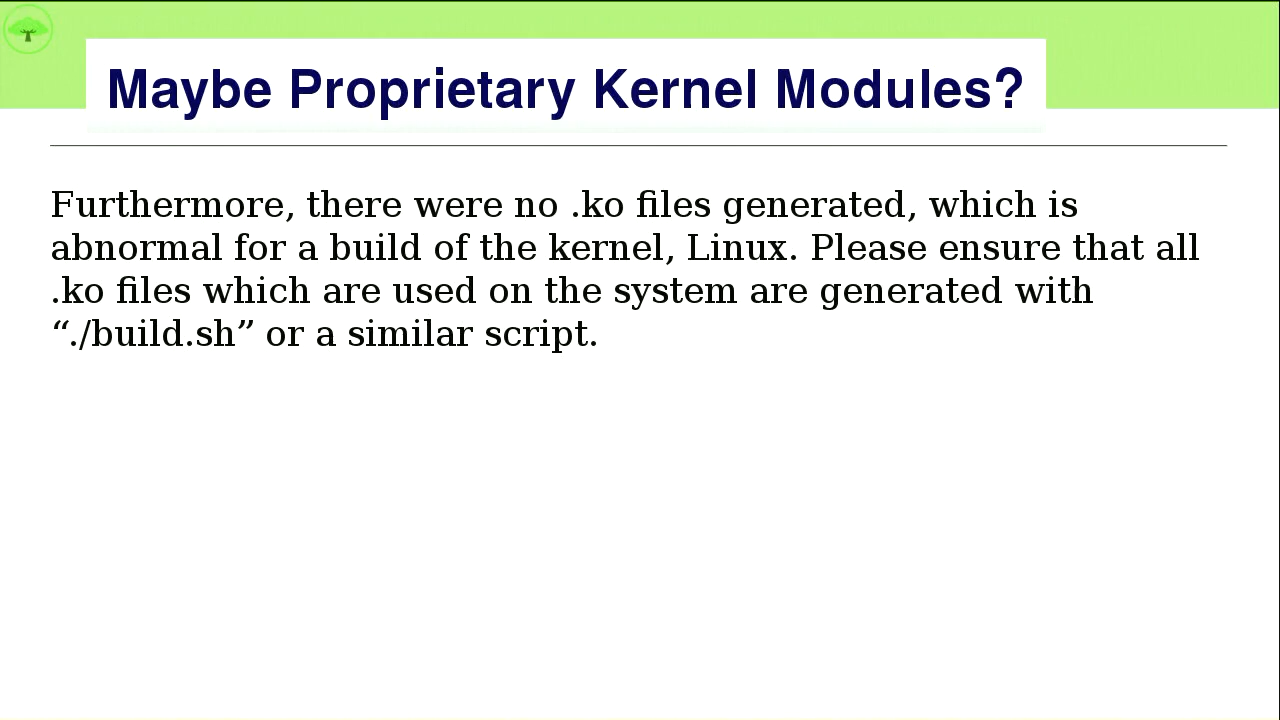 Maybe Proprietary Kernel Modules?
Furthermore, there were no .ko files generated, which is
abnormal for a build of the kernel, Linux. Please ensure that all
.ko files which are used on the system are generated with
“./build.sh” or a similar script.